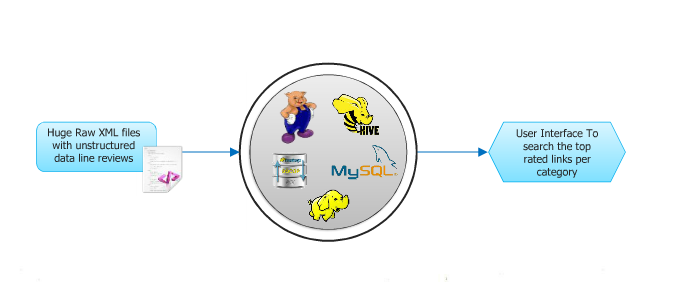 Huge Raw XML files
with unstructured
data line reviews
HIVE
MySQL
User Interface To
search the top
rated links per
category